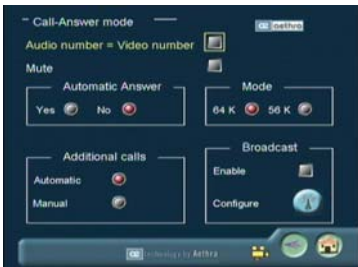 Call-Answer mode
aethra
Audio number = Video number
Mute
Automatic Answer
Yes No
Mode
64 K 56 K
Additional calls
Automatic
Manual
Broadcast
Enable
Configure
technology by Aethra